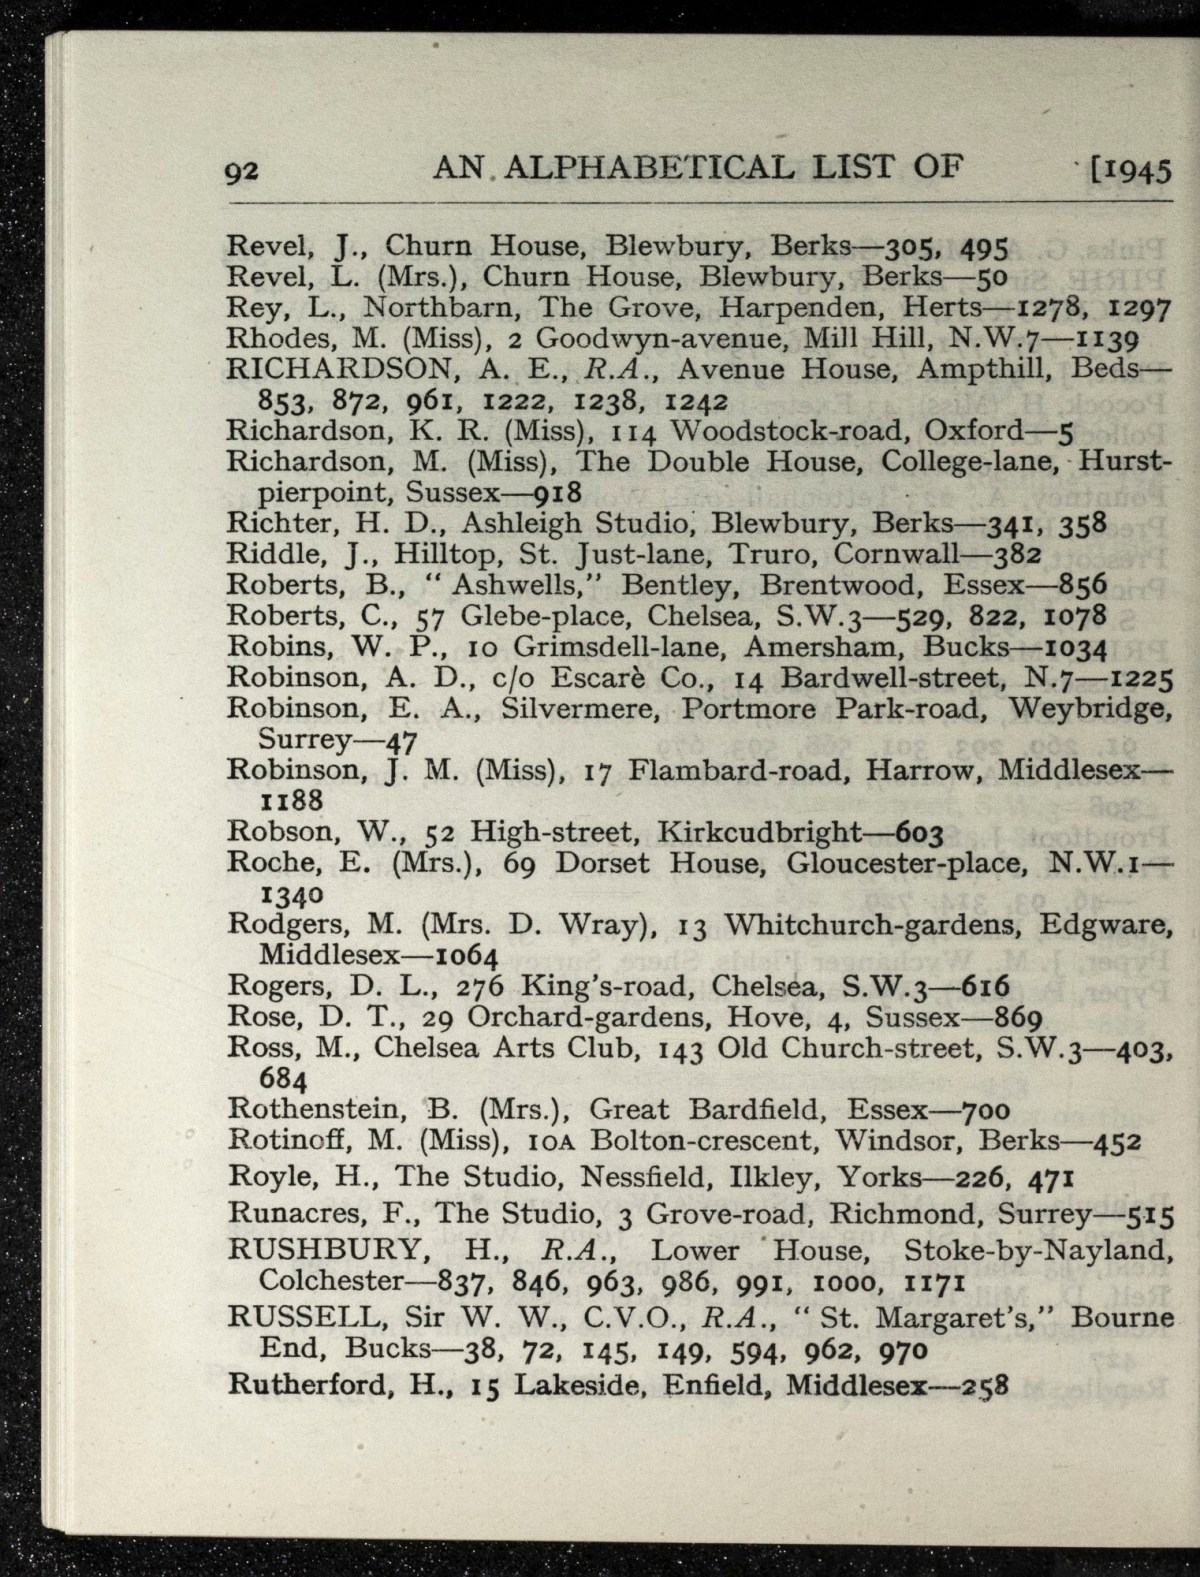 92 AN ALPHABETICAL LIST OF [1945
Revel, J., Churn House, Blewbury, Berks—305, 495
Revel, L. (Mrs.), Churn House, Blewbury, Berks—50
Rey, L., Northbarn, The Grove, Harpenden, Herts—1278, 1297
Rhodes, M. (Miss), 2 Goodwyn-avenue, Mill Hill, N.W.7—1139
RICHARDSON, A. E., R.A., Avenue House, Ampthill, Beds—
853, 872, 961, 1222, 1238, 1242
Richardson, K. R. (Miss), 114 Woodstock-road, Oxford—5
Richardson, M. (Miss), The Double House, College-lane, Hurst-
pierpoint, Sussex—918
Richter, H. D., Ashleigh Studio, Blewbury, Berks—341, 358
Riddle, J., Hilltop, St. Just-lane, Truro, Cornwall—382
Roberts, B., “ Ashwells,” Bentley, Brentwood, Essex—856
Roberts, C., 57 Glebe-place, Chelsea, S.W.3—529, 822, 1078
Robins, W. P., 10 Grimsdell-lane, Amersham, Bucks—1034
Robinson, A. D., c/o Escarè Co., 14 Bardwell-street, N.7—1225
Robinson, E. A., Silvermere, Portmore Park-road, Weybridge,
Surrey—47
Robinson, J. M. (Miss), 17 Flambard-road, Harrow, Middlesex—
1188
Robson, W., 52 High-street, Kirkcudbright—603
Roche, E. (Mrs.), 69 Dorset House, Gloucester-place, N.W.1—
1340
Rodgers, M. (Mrs. D. Wray), 13 Whitchurch-gardens, Edgware,
Middlesex—1064
Rogers, D. L., 276 King's-road, Chelsea, S.W.3—616
Rose, D. T., 29 Orchard-gardens, Hove, 4, Sussex—869
Ross, M., Chelsea Arts Club, 143 Old Church-street, S.W.3—403,
684
Rothenstein, B. (Mrs.), Great Bardfield, Essex—700
Rotinoff, M. (Miss), 10A Bolton-crescent, Windsor, Berks—452
Royle, H., The Studio, Nessfield, Ilkley, Yorks—226, 471
Runacres, F., The Studio, 3 Grove-road, Richmond, Surrey—515
RUSHBURY, H., R.A., Lower House, Stoke-by-Nayland,
Colchester—837, 846, 963, 986, 991, 1000, 1171
RUSSELL, Sir W. W., C.V.O., R.A., “ St. Margaret's,” Bourne
End, Bucks—38, 72, 145, 149, 594, 962, 970
Rutherford, H., 15 Lakeside, Enfield, Middlesex—258